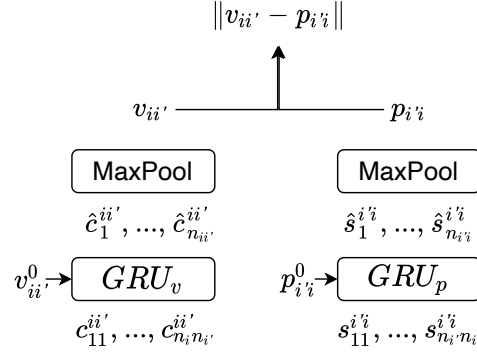 ‖v_{ii'} − p_{i'i}‖
v_{ii'} p_{i'i}
MaxPool MaxPool
ĉ_1^{ii'}, ..., ĉ_{n_{ii'}}^{ii'} ŝ_1^{i'i}, ..., ŝ_{n_{i'i}}^{i'i}
v_{ii'}^0 GRU_v p_{i'i}^0 GRU_p
c_{11}^{ii'}, ..., c_{n_i n_{i'}}^{ii'} s_{11}^{i'i}, ..., s_{n_{i'} n_i}^{i'i}